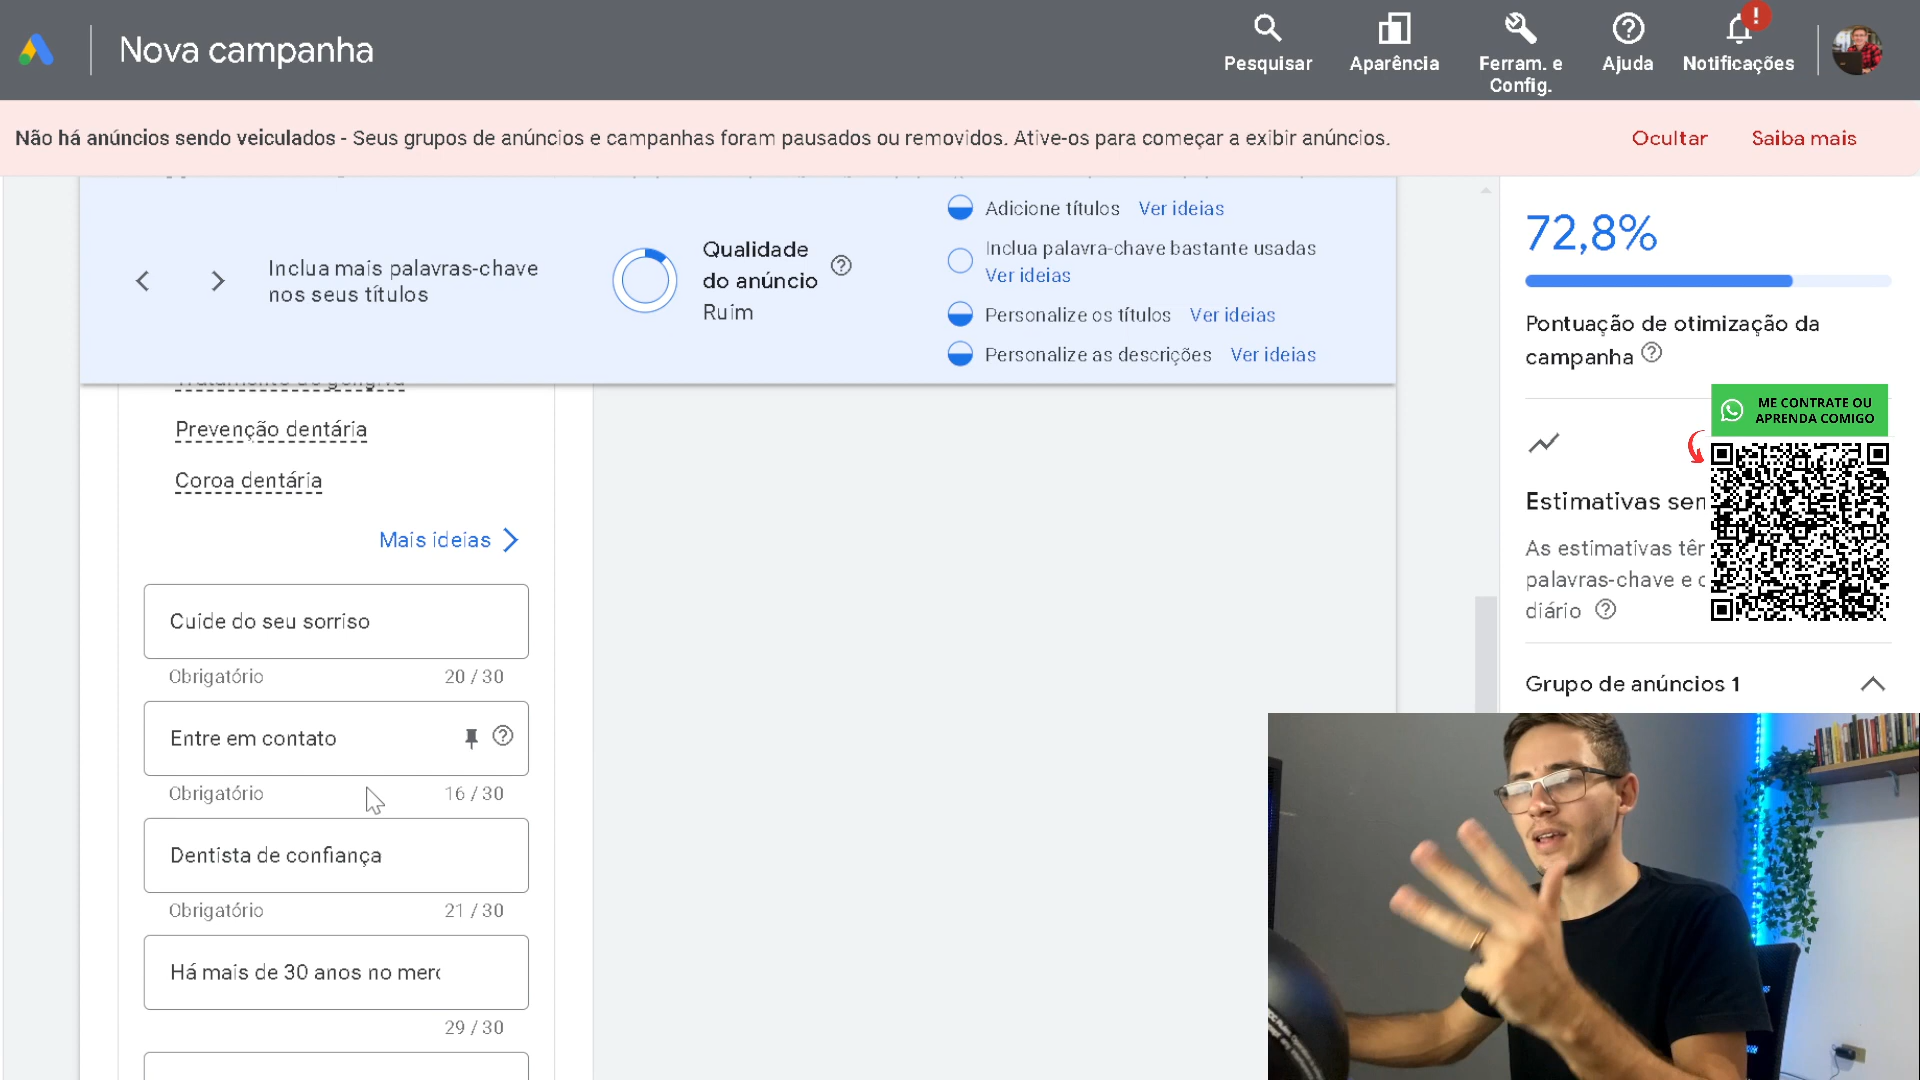 Nova campanha
Pesquisar
Aparência
Ferram. e
Config.
Ajuda
Notificações
Não há anúncios sendo veiculados - Seus grupos de anúncios e campanhas foram pausados ou removidos. Ative-os para começar a exibir anúncios.
Ocultar
Saiba mais
Inclua mais palavras-chave
nos seus títulos
Qualidade
do anúncio
Ruim
Adicione títulos Ver ideias
Inclua palavra-chave bastante usadas
Ver ideias
Personalize os títulos Ver ideias
Personalize as descrições Ver ideias
Prevenção dentária
Coroa dentária
Mais ideias
Cuide do seu sorriso
Obrigatório 20 / 30
Entre em contato
Obrigatório 16 / 30
Dentista de confiança
Obrigatório 21 / 30
Há mais de 30 anos no merc
29 / 30
72,8%
Pontuação de otimização da
campanha
ME CONTRATE OU
APRENDA COMIGO
Estimativas sem
As estimativas têm
palavras-chave e o
diário
Grupo de anúncios 1